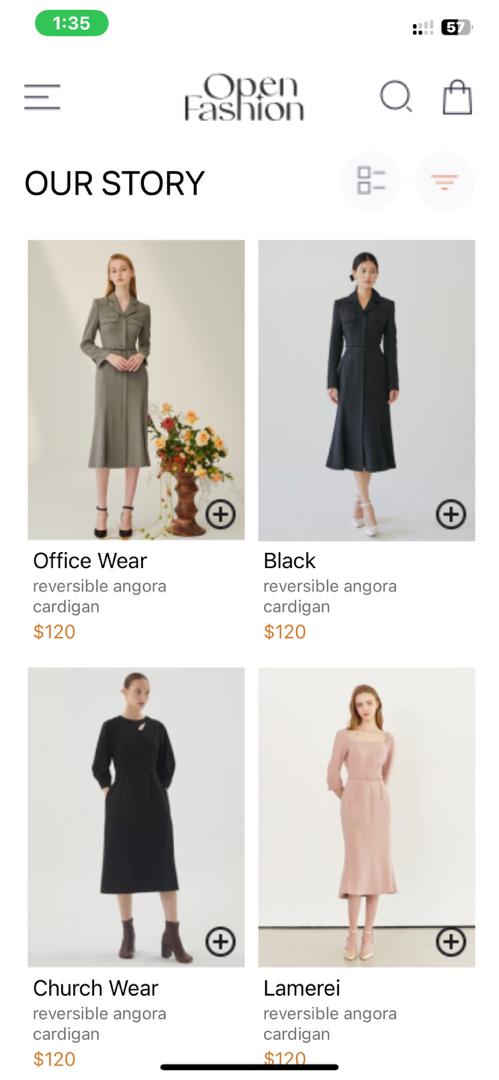 1:35
57
Open
Fashion
OUR STORY
Office Wear
reversible angora
cardigan
$120
Black
reversible angora
cardigan
$120
Church Wear
reversible angora
cardigan
$120
Lamerei
reversible angora
cardigan
$120